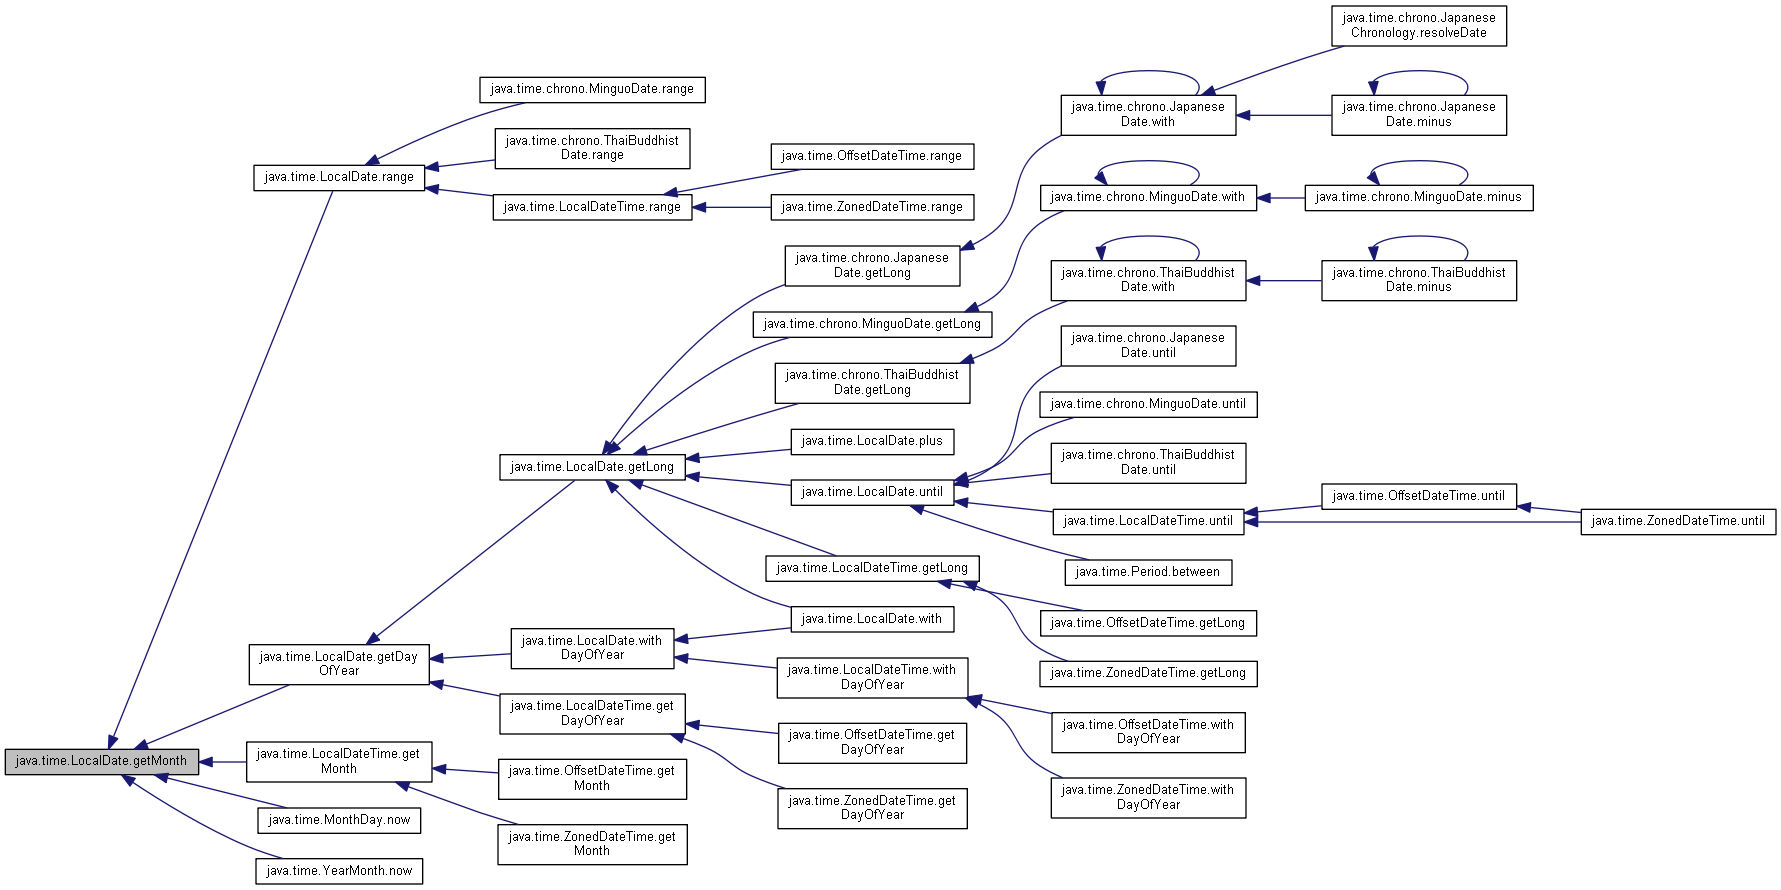 java.time.chrono.Japanese
Chronology.resolveDate
java.time.chrono.MinguoDate.range
java.time.chrono.Japanese
Date.with
java.time.chrono.Japanese
Date.minus
java.time.chrono.ThaiBuddhist
Date.range
java.time.OffsetDateTime.range
java.time.LocalDate.range
java.time.chrono.MinguoDate.with
java.time.chrono.MinguoDate.minus
java.time.LocalDateTime.range
java.time.ZonedDateTime.range
java.time.chrono.Japanese
Date.getLong
java.time.chrono.ThaiBuddhist
Date.with
java.time.chrono.ThaiBuddhist
Date.minus
java.time.chrono.MinguoDate.getLong
java.time.chrono.Japanese
Date.until
java.time.chrono.ThaiBuddhist
Date.getLong
java.time.chrono.MinguoDate.until
java.time.LocalDate.plus
java.time.chrono.ThaiBuddhist
Date.until
java.time.LocalDate.getLong
java.time.LocalDate.until
java.time.OffsetDateTime.until
java.time.LocalDateTime.until
java.time.ZonedDateTime.until
java.time.LocalDateTime.getLong
java.time.Period.between
java.time.LocalDate.with
java.time.OffsetDateTime.getLong
java.time.LocalDate.getDay
OfYear
java.time.LocalDate.with
DayOfYear
java.time.LocalDateTime.with
DayOfYear
java.time.ZonedDateTime.getLong
java.time.LocalDateTime.get
DayOfYear
java.time.OffsetDateTime.get
DayOfYear
java.time.OffsetDateTime.with
DayOfYear
java.time.LocalDate.getMonth
java.time.LocalDateTime.get
Month
java.time.OffsetDateTime.get
Month
java.time.ZonedDateTime.get
DayOfYear
java.time.ZonedDateTime.with
DayOfYear
java.time.MonthDay.now
java.time.ZonedDateTime.get
Month
java.time.YearMonth.now